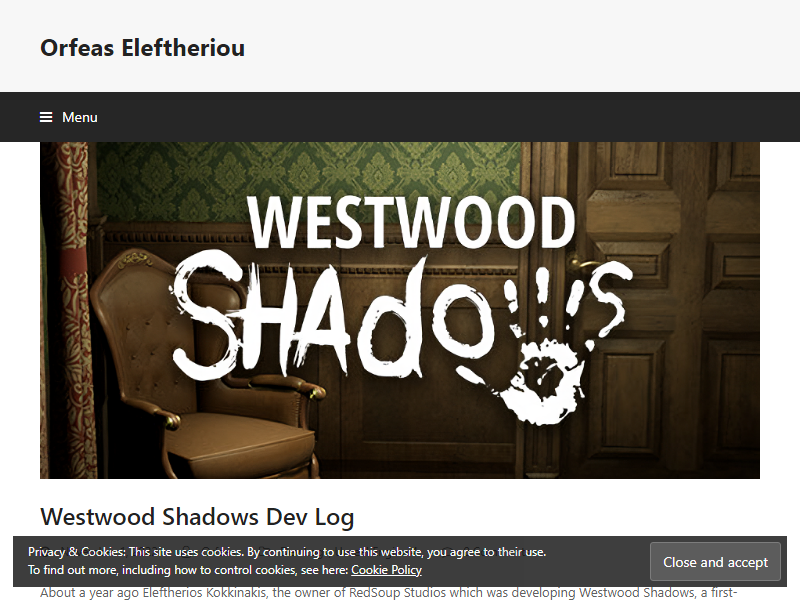 Orfeas Eleftheriou
Menu
WESTWOOD
SHAdOwS
Westwood Shadows Dev Log
Privacy & Cookies: This site uses cookies. By continuing to use this website, you agree to their use.
To find out more, including how to control cookies, see here: Cookie Policy
Close and accept
About a year ago Eleftherios Kokkinakis, the owner of RedSoup Studios which was developing Westwood Shadows, a first-